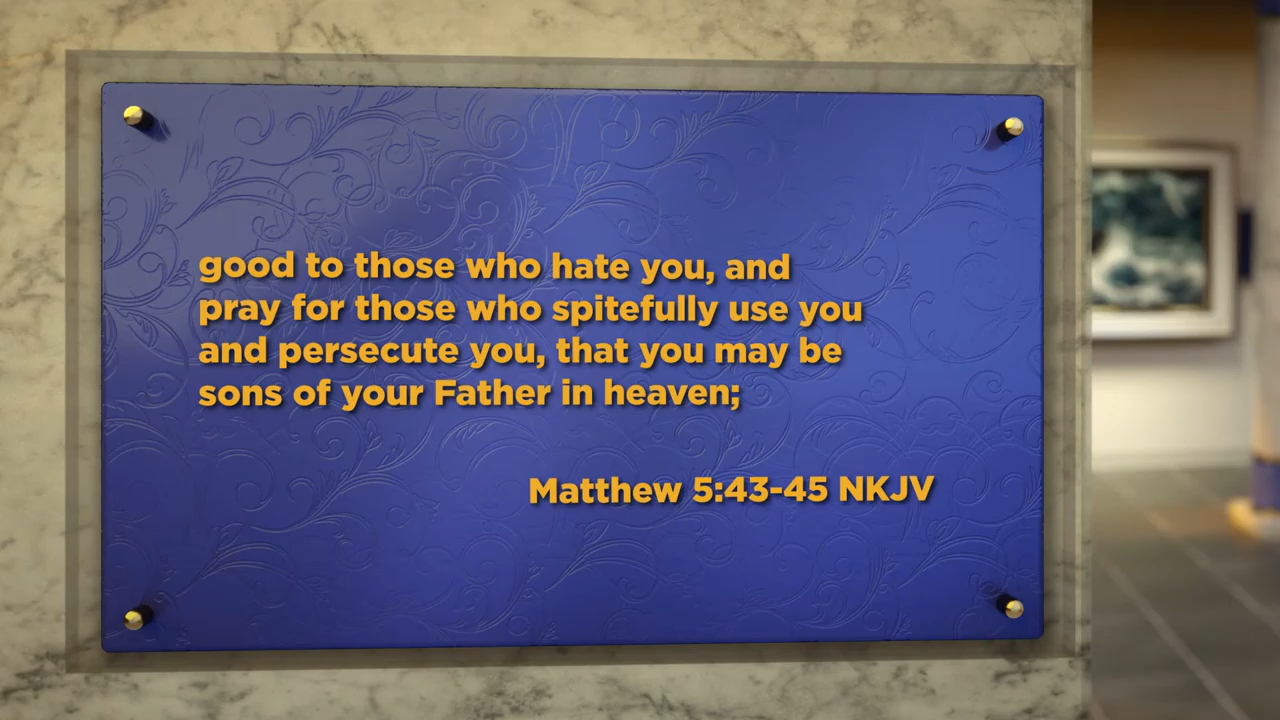 good to those who hate you, and
pray for those who spitefully use you
and persecute you, that you may be
sons of your Father in heaven;
Matthew 5:43-45 NKJV